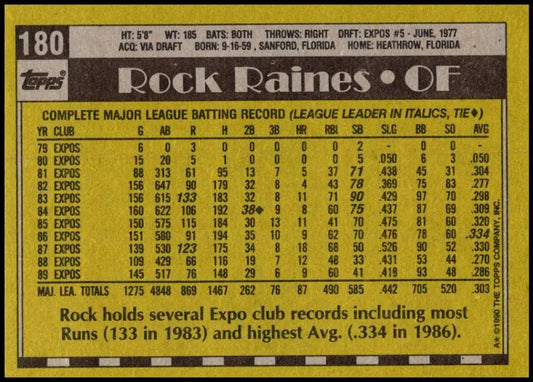 180
topps
HT: 5'8" WT: 185 BATS: BOTH THROWS: RIGHT DRFT: EXPOS #5 - JUNE, 1977
ACQ: VIA DRAFT BORN: 9-16-59, SANFORD, FLORIDA HOME: HEATHROW, FLORIDA
ROCK RAINES • OF
COMPLETE MAJOR LEAGUE BATTING RECORD (LEAGUE LEADER IN ITALICS, TIE♦)
YR CLUB G AB R H 2B 3B HR RBI SB SLG BB SO AVG
79 EXPOS 6 0 3 0 0 0 0 0 2 - 0 0 -
80 EXPOS 15 20 5 1 0 0 0 0 5 .050 6 3 .050
81 EXPOS 88 313 61 95 13 7 5 37 71 .438 45 31 .304
82 EXPOS 156 647 90 179 32 8 4 43 78 .369 75 83 .277
83 EXPOS 156 615 133 183 32 8 11 71 90 .429 97 70 .298
84 EXPOS 160 622 106 192 38♦ 9 8 60 75 .437 87 69 .309
85 EXPOS 150 575 115 184 30 13 11 41 70 .475 81 60 .320
86 EXPOS 151 580 91 194 35 10 9 62 70 .476 78 60 .334
87 EXPOS 139 530 123 175 34 8 18 68 50 .526 90 52 .330
88 EXPOS 109 429 66 116 19 7 12 48 33 .431 53 44 .270
89 EXPOS 145 517 76 148 29 6 9 60 41 .418 93 48 .286
MAJ. LEA. TOTALS 1275 4848 869 1467 262 76 87 490 585 .442 705 520 .303
Rock holds several Expo club records including most
Runs (133 in 1983) and highest Avg. (.334 in 1986).
A★ ©1990 THE TOPPS COMPANY, INC.